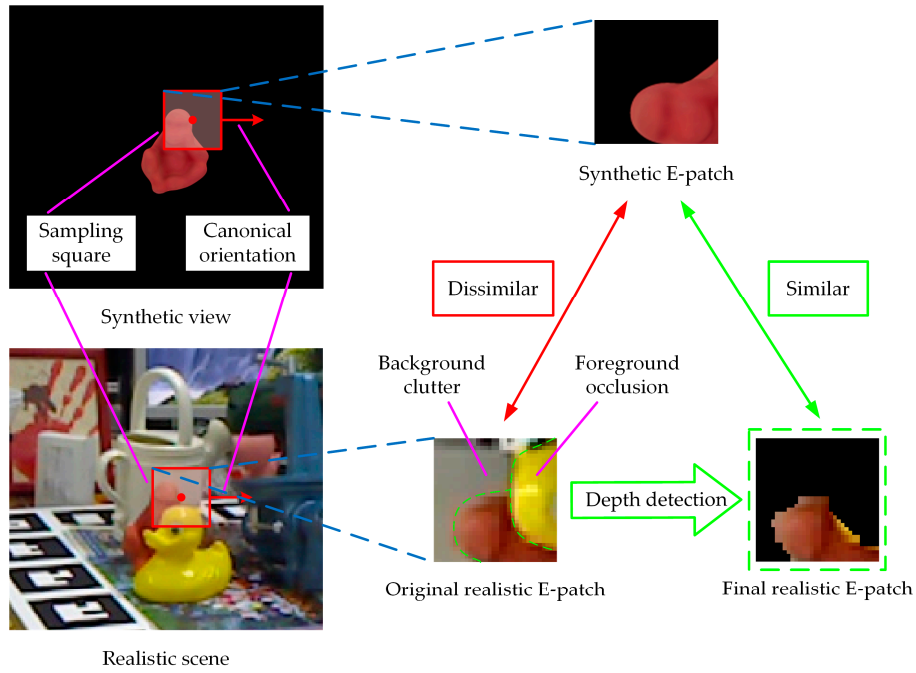 Synthetic E-patch
Sampling
square
Canonical
orientation
Synthetic view
Dissimilar
Similar
Background
clutter
Foreground
occlusion
Depth detection
Original realistic E-patch
Final realistic E-patch
Realistic scene